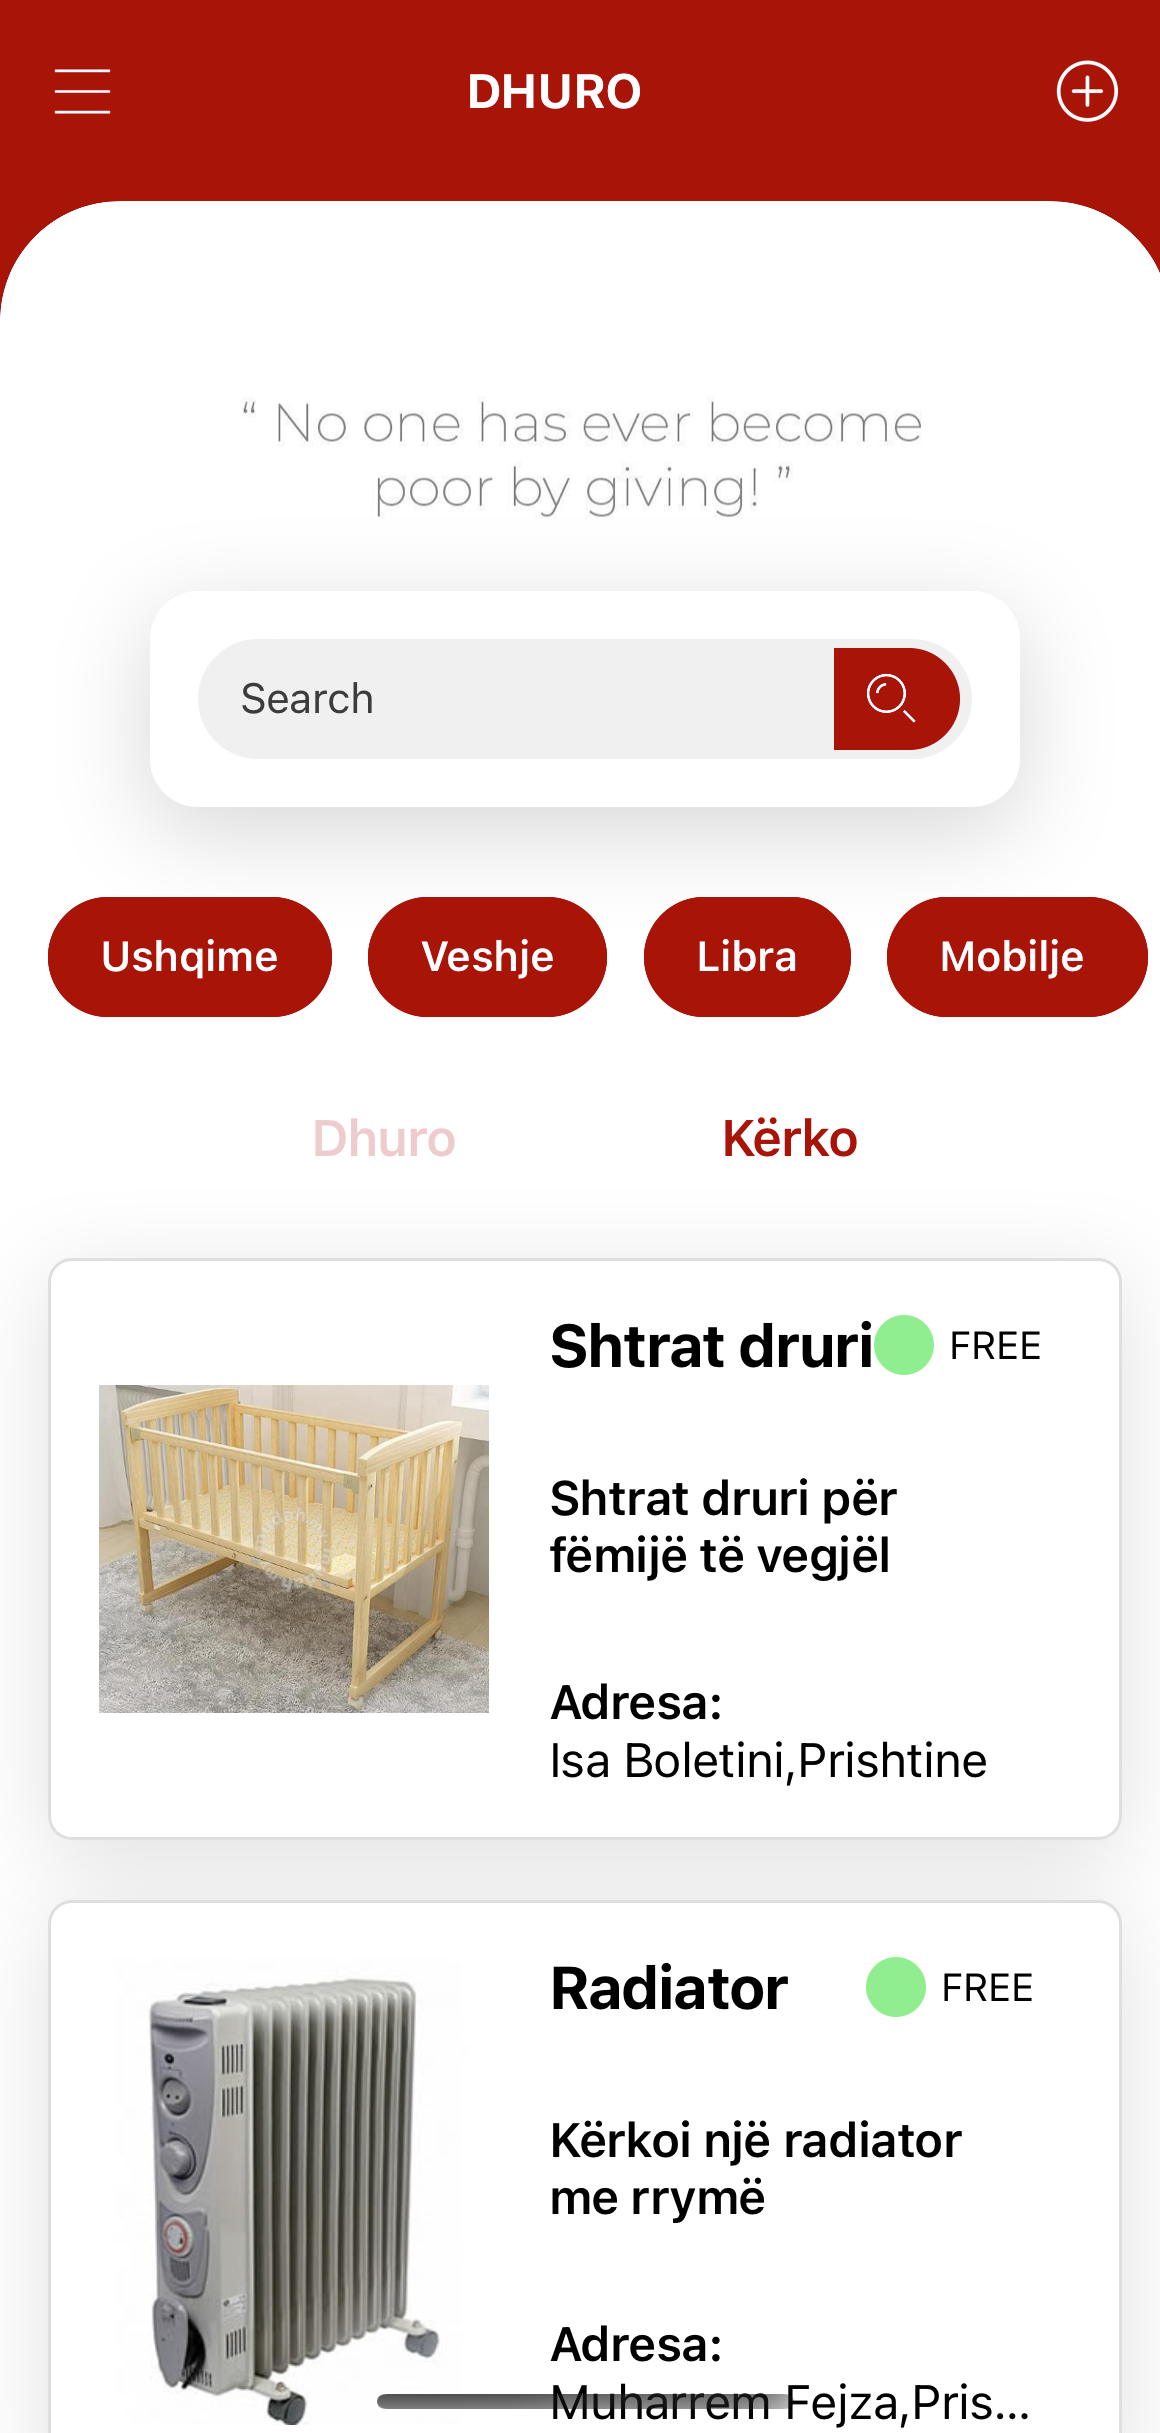 DHURO
“ No one has ever become
poor by giving! ”
Search
Ushqime
Veshje
Libra
Mobilje
Dhuro
Kërko
Shtrat druri
FREE
Shtrat druri për
fëmijë të vegjël
Adresa:
Isa Boletini,Prishtine
Radiator
FREE
Kërkoi një radiator
me rrymë
Adresa:
Muharrem Fejza,Pris...